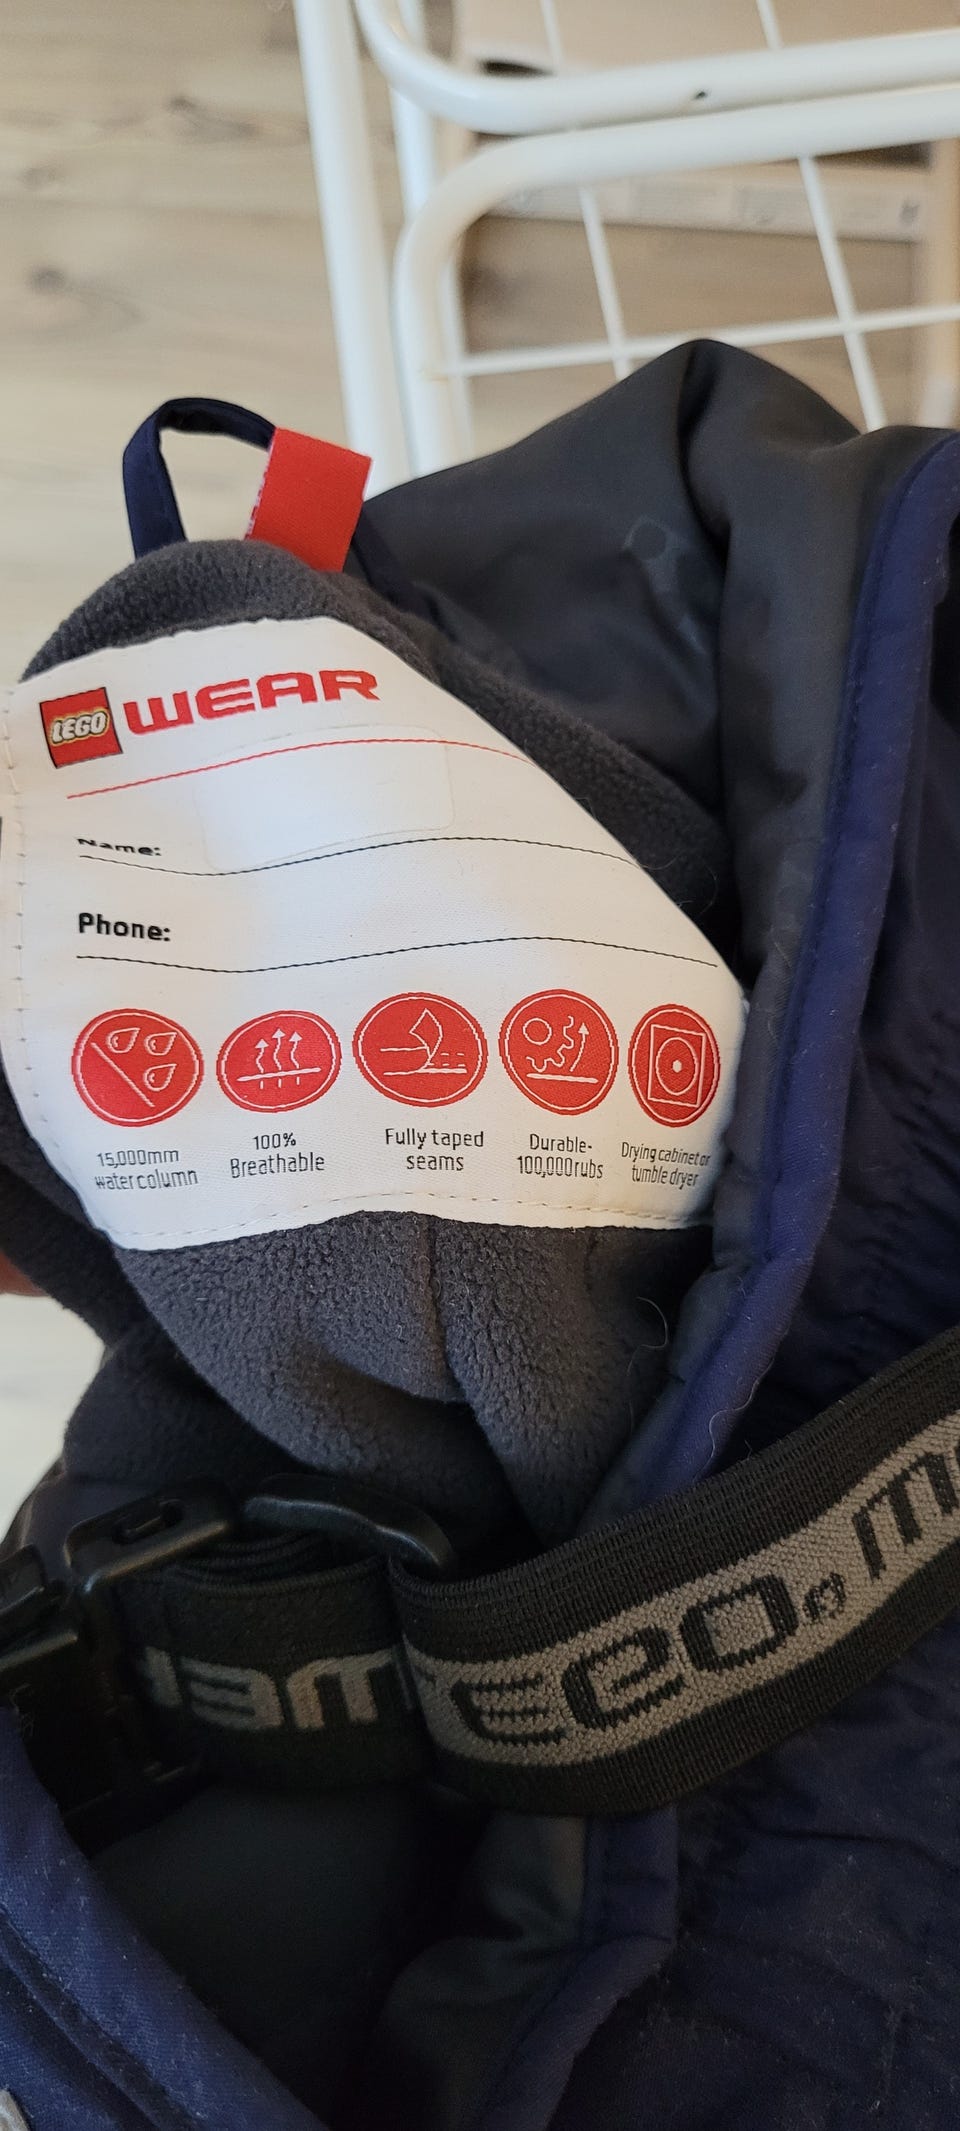 LEGO WEAR
Name:
Phone:
15,000mm
water column
100%
Breathable
Fully taped
seams
Durable-
100,000rubs
Drying cabinet or
tumble dryer